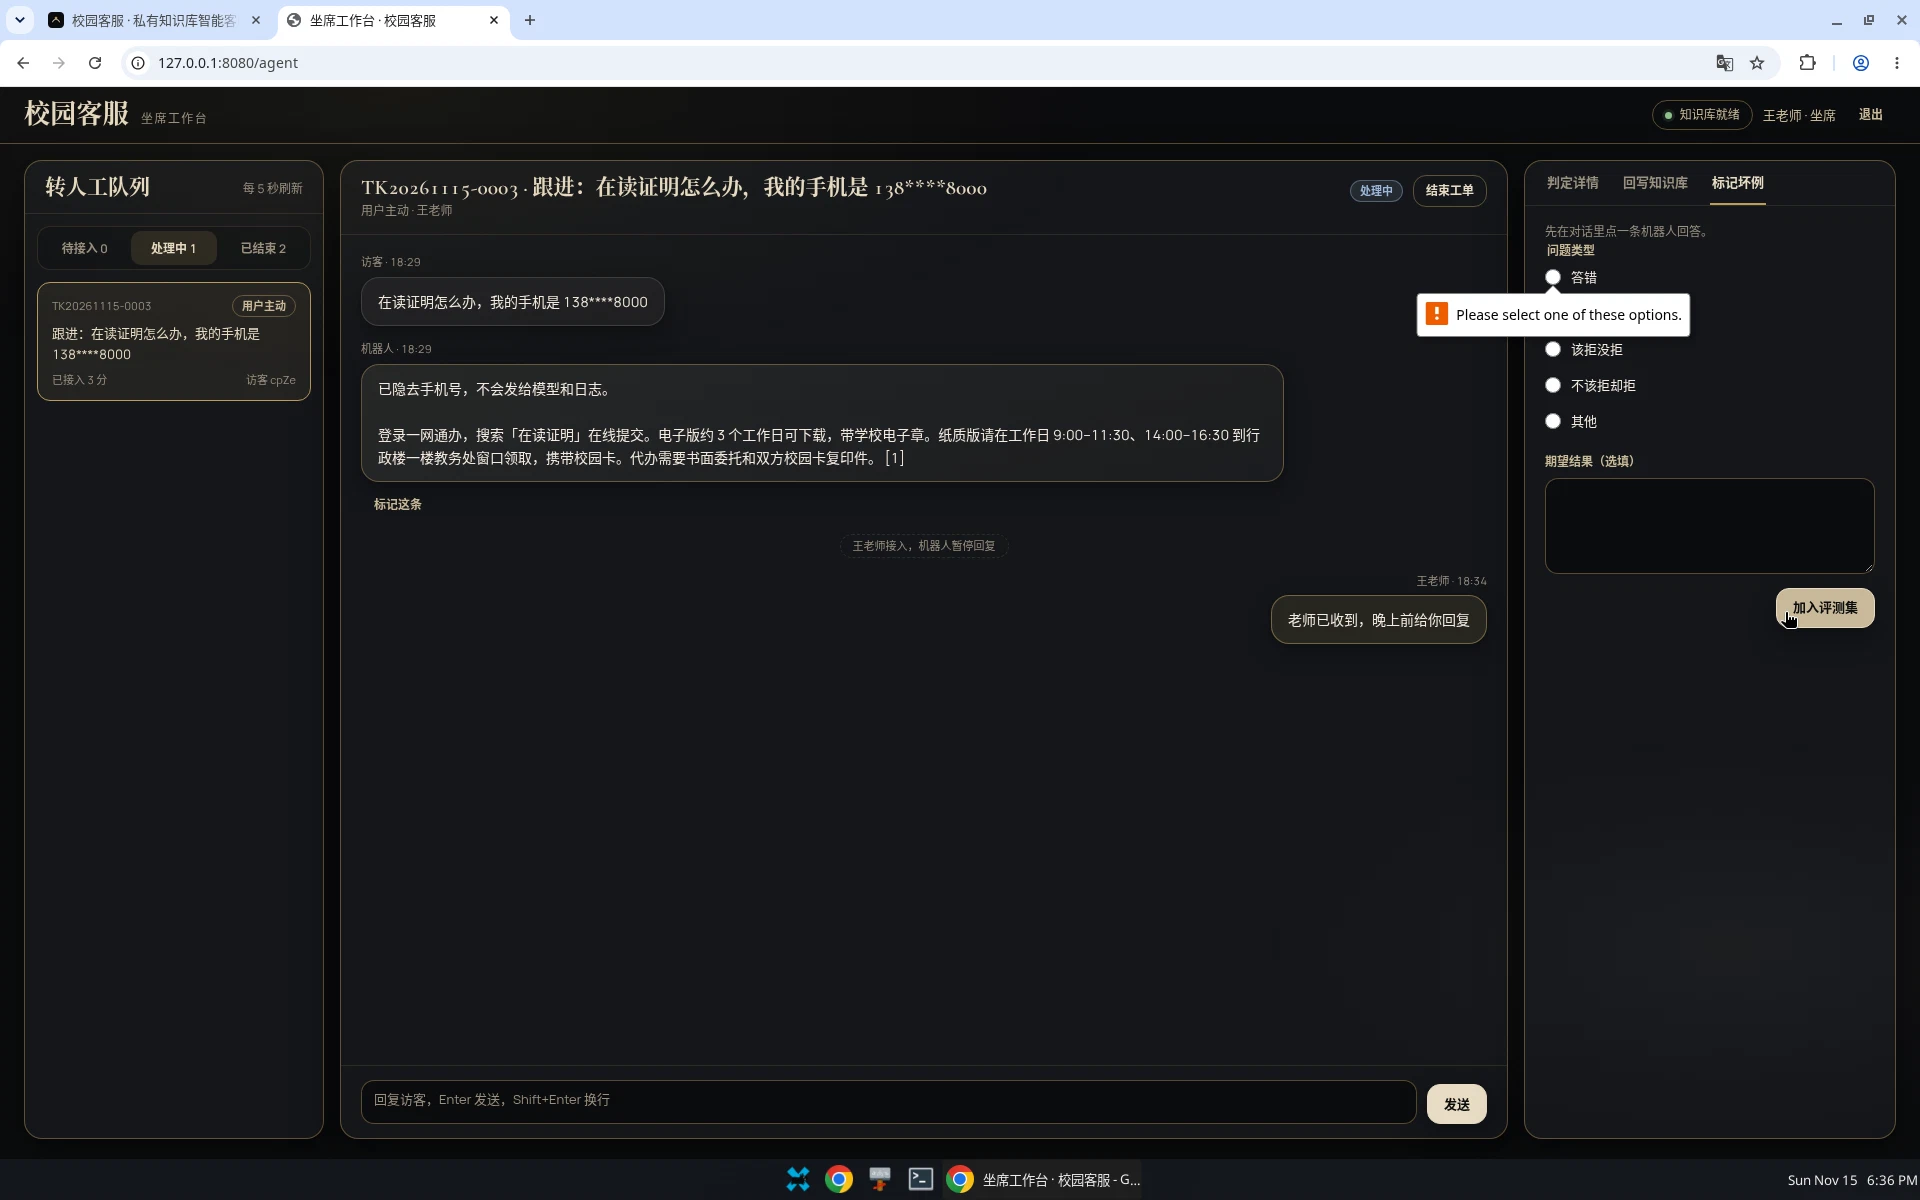 校园客服 · 私有知识库智能客
坐席工作台 · 校园客服
127.0.0.1:8080/agent
校园客服 坐席工作台
知识库就绪 王老师 · 坐席 退出
转人工队列 每 5 秒刷新
待接入 0 处理中 1 已结束 2
TK20261115-0003 用户主动
跟进：在读证明怎么办，我的手机是
138****8000
已接入 3 分 访客 cpZe
TK20261115-0003 · 跟进：在读证明怎么办，我的手机是 138****8000
用户主动 · 王老师
处理中 结束工单
访客 · 18:29
在读证明怎么办，我的手机是 138****8000
机器人 · 18:29
已隐去手机号，不会发给模型和日志。
登录一网通办，搜索「在读证明」在线提交。电子版约 3 个工作日可下载，带学校电子章。纸质版请在工作日 9:00–11:30、14:00–16:30 到行
政楼一楼教务处窗口领取，携带校园卡。代办需要书面委托和双方校园卡复印件。 [1]
标记这条
王老师接入，机器人暂停回复
王老师 · 18:34
老师已收到，晚上前给你回复
回复访客，Enter 发送，Shift+Enter 换行
发送
判定详情 回写知识库 标记坏例
先在对话里点一条机器人回答。
问题类型
答错
Please select one of these options.
该拒没拒
不该拒却拒
其他
期望结果（选填）
加入评测集
坐席工作台 · 校园客服 - G...
Sun Nov 15 6:36 PM